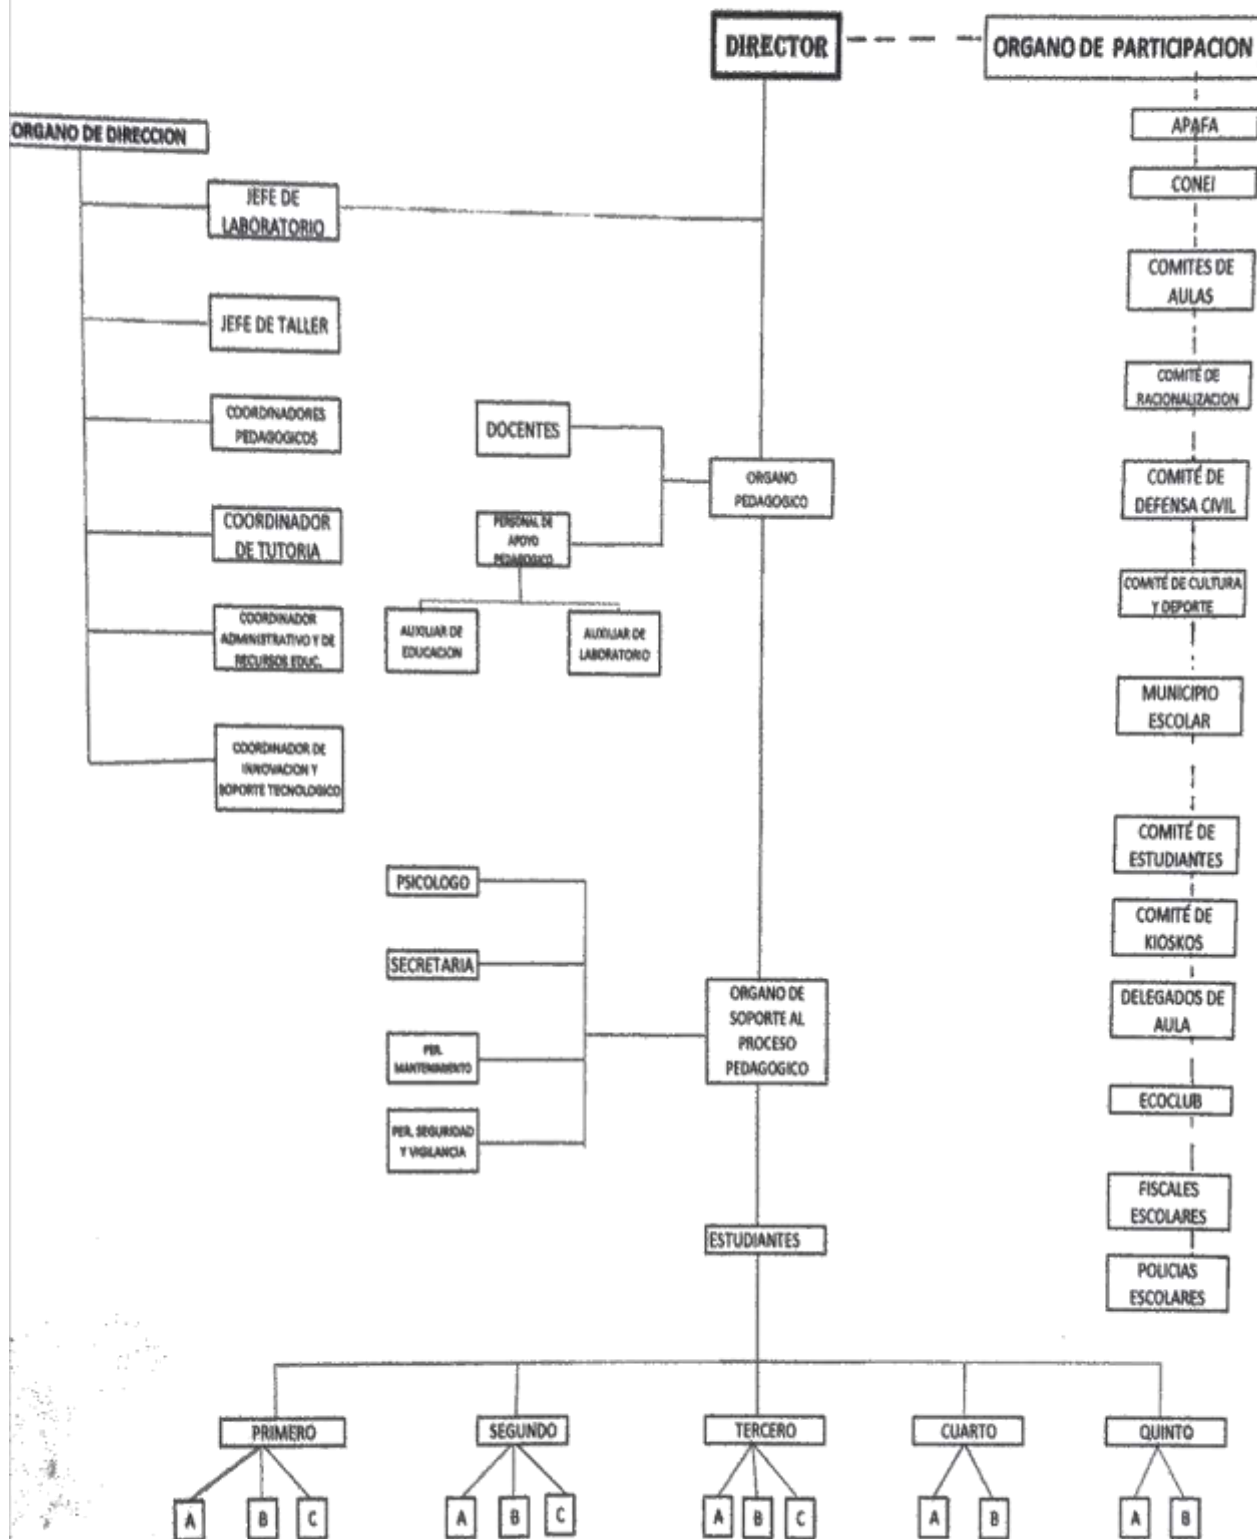 DIRECTOR
ORGANO DE PARTICIPACION
ORGANO DE DIRECCION
JEFE DE
LABORATORIO
JEFE DE TALLER
COORDINADORES
PEDAGOGICOS
COORDINADOR
DE TUTORIA
COORDINADOR
ADMINISTRATIVO Y DE
RECURSOS EDUC.
COORDINADOR DE
INNOVACION Y
SOPORTE TECNOLOGICO
DOCENTES
PERSONAL DE
APOYO
PEDAGOGICO
AUXILIAR DE
EDUCACION
AUXILIAR DE
LABORATORIO
ORGANO
PEDAGOGICO
PSICOLOGO
SECRETARIA
PER.
MANTENIMIENTO
PER. SEGURIDAD
Y VIGILANCIA
ORGANO DE
SOPORTE AL
PROCESO
PEDAGOGICO
APAFA
CONEI
COMITES DE
AULAS
COMITÉ DE
RACIONALIZACION
COMITÉ DE
DEFENSA CIVIL
COMITÉ DE CULTURA
Y DEPORTE
MUNICIPIO
ESCOLAR
COMITÉ DE
ESTUDIANTES
COMITÉ DE
KIOSKOS
DELEGADOS DE
AULA
ECOCLUB
FISCALES
ESCOLARES
POLICIAS
ESCOLARES
ESTUDIANTES
PRIMERO
A B C
SEGUNDO
A B C
TERCERO
A B C
CUARTO
A B
QUINTO
A B